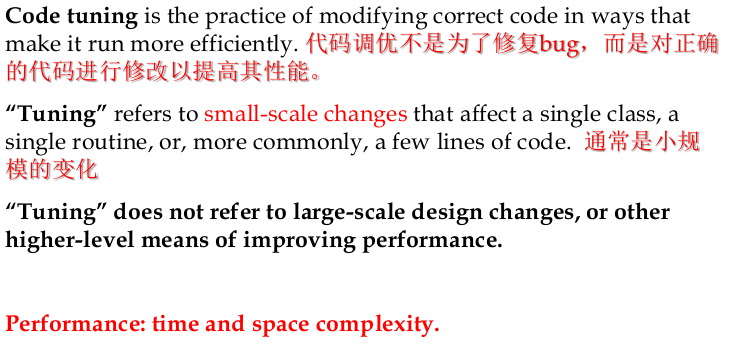 Code tuning is the practice of modifying correct code in ways that
make it run more efficiently. 代码调优不是为了修复bug，而是对正确
的代码进行修改以提高其性能。
“Tuning” refers to small-scale changes that affect a single class, a
single routine, or, more commonly, a few lines of code. 通常是小规
模的变化
“Tuning” does not refer to large-scale design changes, or other
higher-level means of improving performance.
Performance: time and space complexity.